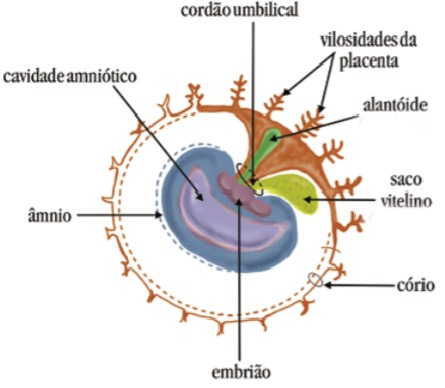 cordão umbilical
vilosidades da
placenta
cavidade amniótico
alantóide
saco
vitelino
âmnio
cório
embrião